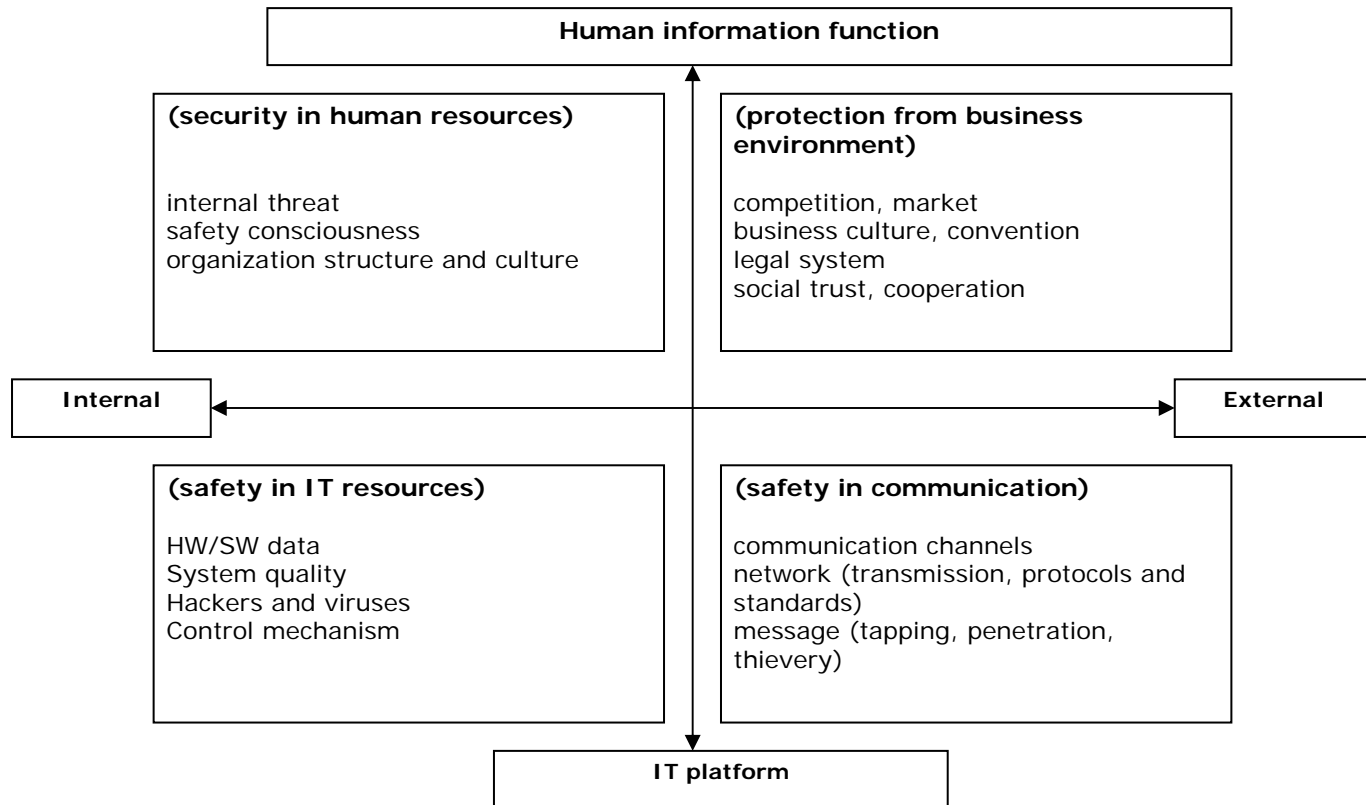 Human information function
(security in human resources)
internal threat
safety consciousness
organization structure and culture
(protection from business
environment)
competition, market
business culture, convention
legal system
social trust, cooperation
Internal
External
(safety in IT resources)
HW/SW data
System quality
Hackers and viruses
Control mechanism
(safety in communication)
communication channels
network (transmission, protocols and
standards)
message (tapping, penetration,
thievery)
IT platform